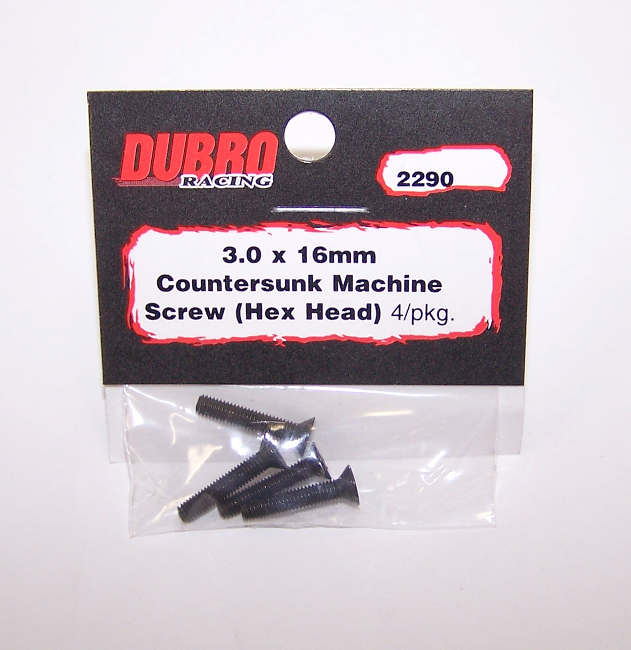 DUBRO
RACING
2290
3.0 x 16mm
Countersunk Machine
Screw (Hex Head) 4/pkg.